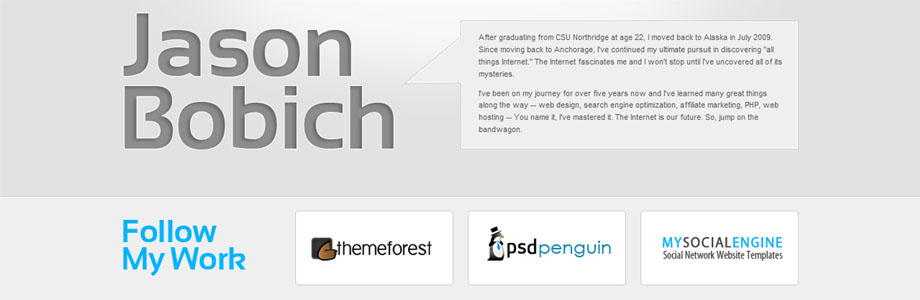 Jason
Bobich
After graduating from CSU Northridge at age 22, I moved back to Alaska in July 2009.
Since moving back to Anchorage, I've continued my ultimate pursuit in discovering "all
things Internet." The Internet fascinates me and I won't stop until I've uncovered all of its
mysteries.
I've been on my journey for over five years now and I've learned many great things
along the way -- web design, search engine optimization, affiliate marketing, PHP, web
hosting -- You name it, I've mastered it. The Internet is our future. So, jump on the
bandwagon.
Follow
My Work
themeforest
psdpenguin
MYSOCIALENGINE
Social Network Website Templates